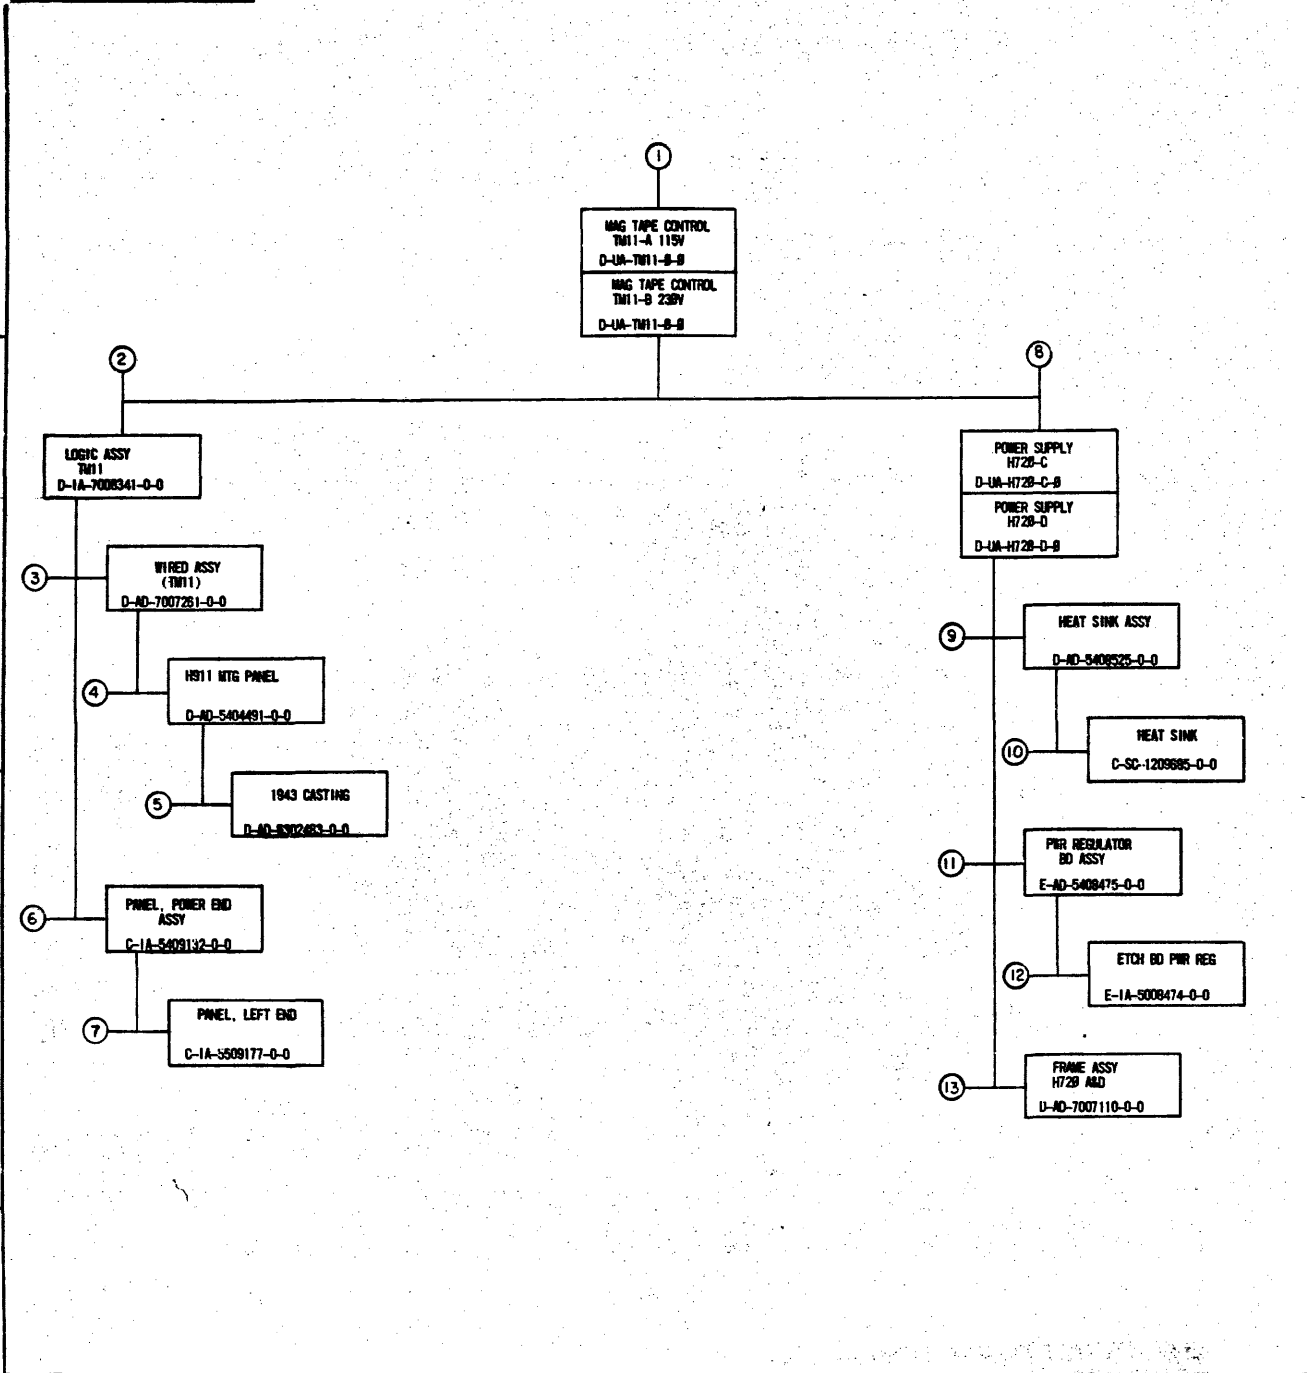 1
MAG TAPE CONTROL
TM11-A 115V
D-UA-TM11-0-0
MAG TAPE CONTROL
TM11-B 230V
D-UA-TM11-0-0
2
8
LOGIC ASSY
TM11
D-IA-7008341-0-0
POWER SUPPLY
H720-C
D-UA-H720-C-0
POWER SUPPLY
H720-D
D-UA-H720-D-0
3
WIRED ASSY
(TM11)
D-AD-7007261-0-0
9
HEAT SINK ASSY
D-AD-5408525-0-0
4
H911 MTG PANEL
D-AD-5404491-0-0
10
HEAT SINK
C-SC-1209685-0-0
5
1943 CASTING
11
PWR REGULATOR
BD ASSY
E-AD-5408475-0-0
6
PANEL, POWER END
ASSY
C-IA-5409132-0-0
12
ETCH BD PWR REG
E-IA-5008474-0-0
7
PANEL, LEFT END
C-IA-5509177-0-0
13
FRAME ASSY
H720 A&D
D-AD-7007110-0-0